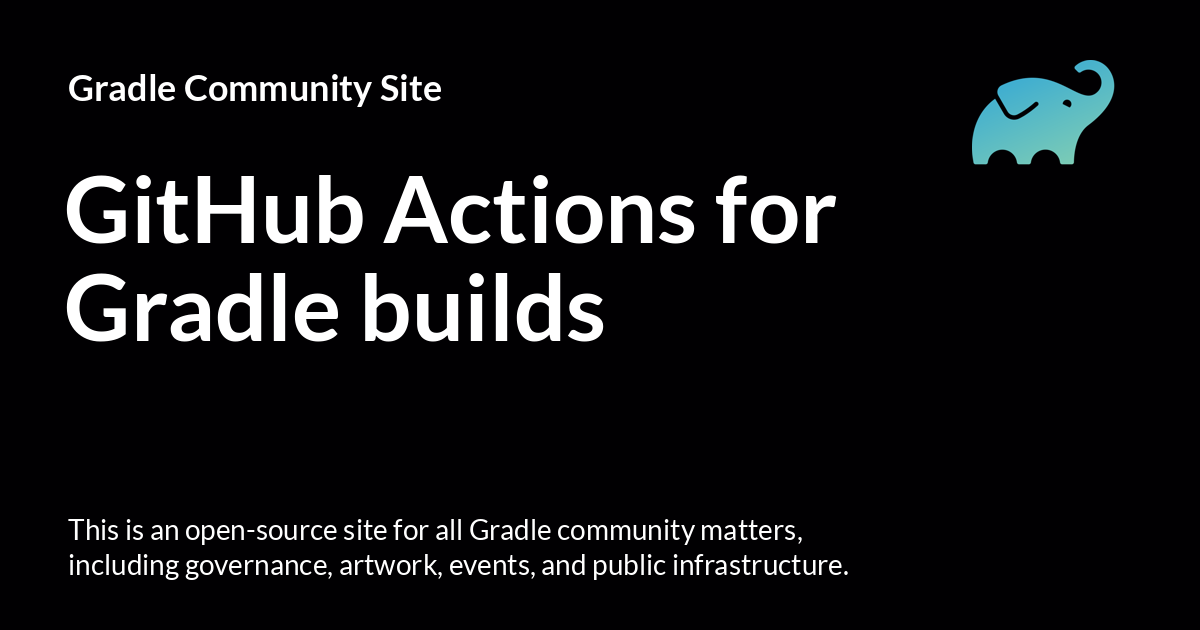 Gradle Community Site
GitHub Actions for
Gradle builds
This is an open-source site for all Gradle community matters,
including governance, artwork, events, and public infrastructure.